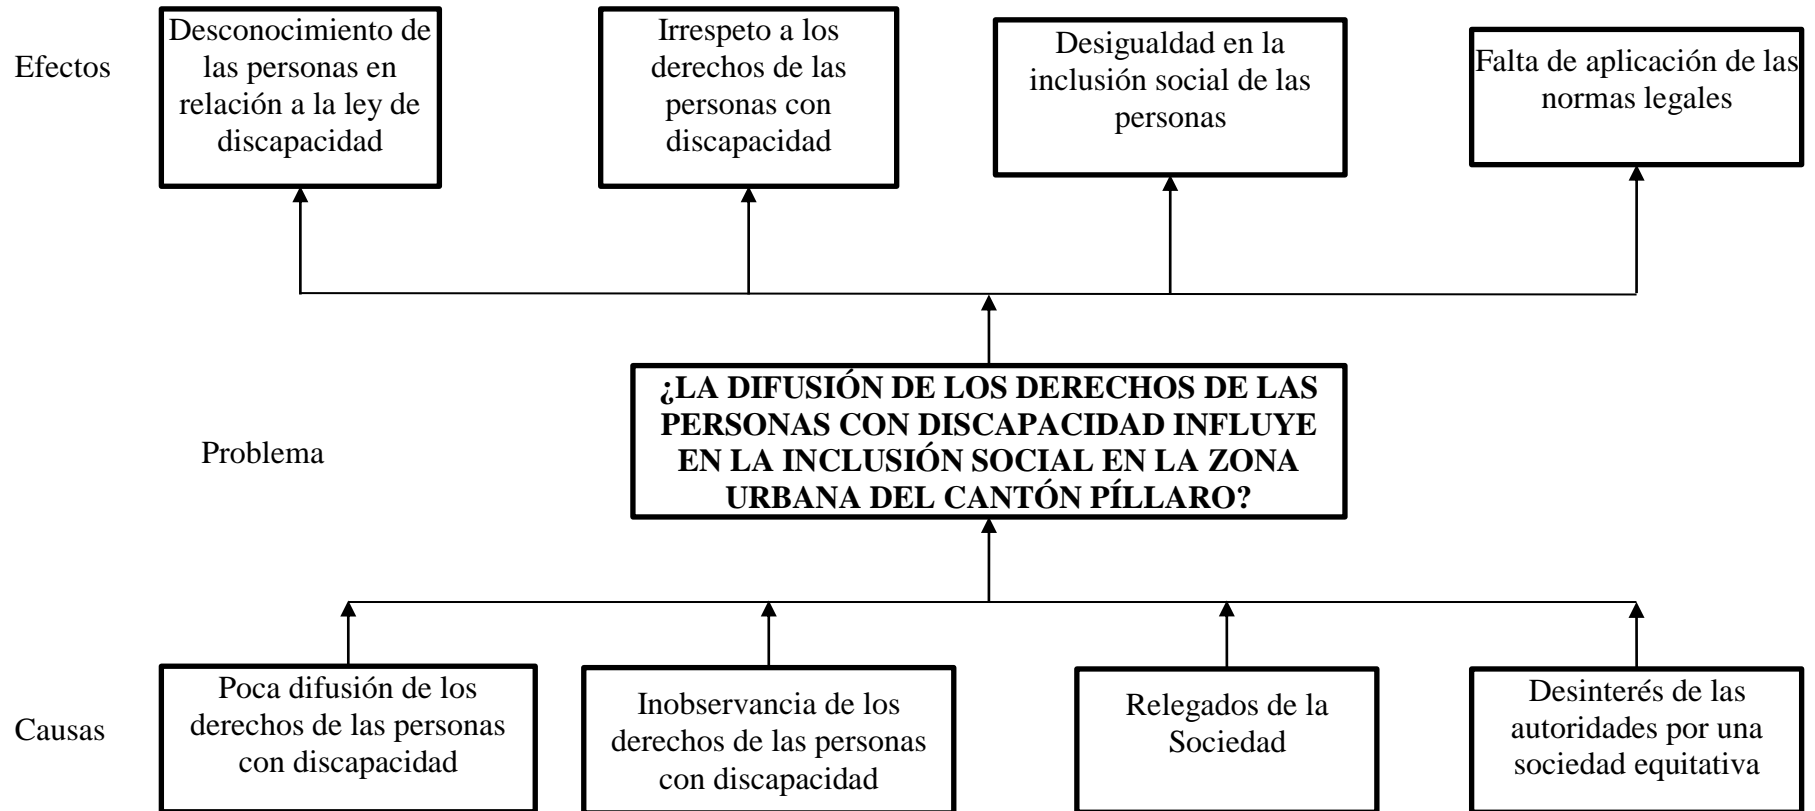 Efectos
Desconocimiento de
las personas en
relación a la ley de
discapacidad
Irrespeto a los
derechos de las
personas con
discapacidad
Desigualdad en la
inclusión social de las
personas
Falta de aplicación de las
normas legales
Problema
¿LA DIFUSIÓN DE LOS DERECHOS DE LAS
PERSONAS CON DISCAPACIDAD INFLUYE
EN LA INCLUSIÓN SOCIAL EN LA ZONA
URBANA DEL CANTÓN PÍLLARO?
Causas
Poca difusión de los
derechos de las personas
con discapacidad
Inobservancia de los
derechos de las personas
con discapacidad
Relegados de la
Sociedad
Desinterés de las
autoridades por una
sociedad equitativa